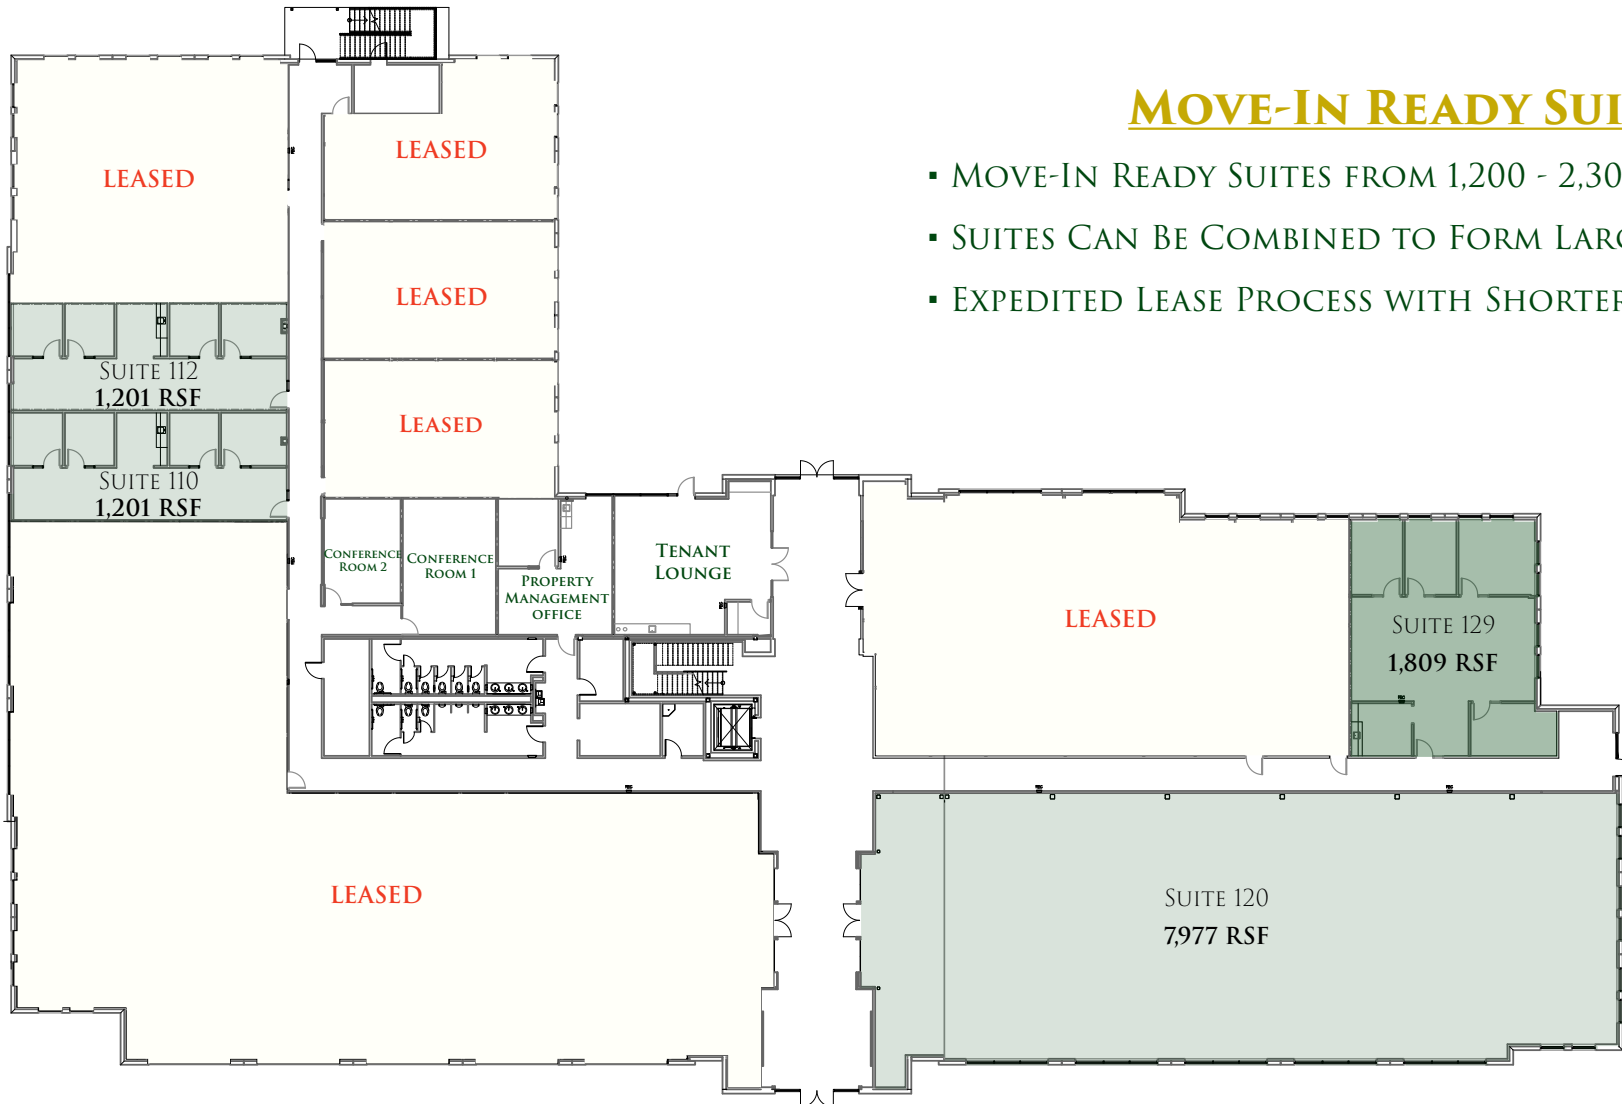 Move-In Ready Sui
▪ Move-In Ready Suites from 1,200 - 2,30
▪ Suites Can Be Combined to Form Larg
▪ Expedited Lease Process with Shorter
LEASED
LEASED
LEASED
Leased
Suite 112
1,201 RSF
Suite 110
1,201 RSF
Conference
Room 2
Conference
Room 1
Property
Management
office
Tenant
Lounge
LEASED
Suite 129
1,809 RSF
LEASED
Suite 120
7,977 RSF